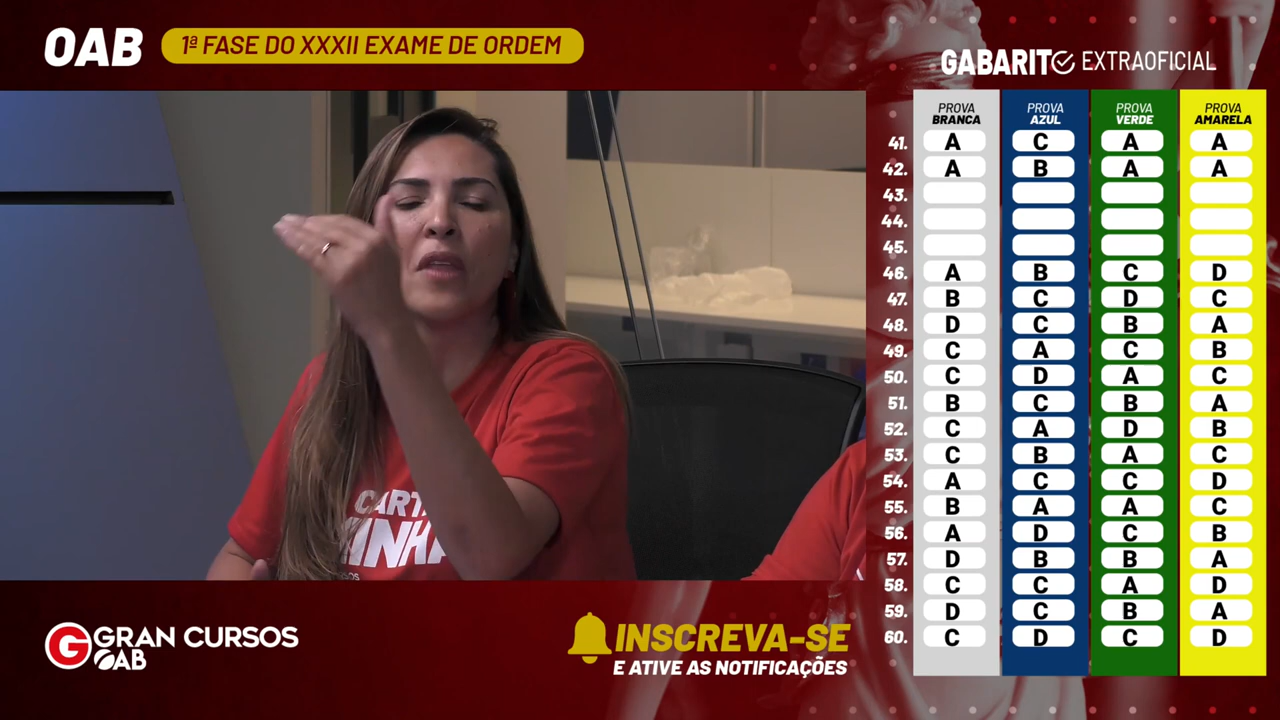 OAB
1ª FASE DO XXXII EXAME DE ORDEM
GABARITO EXTRAOFICIAL
PROVA BRANCA PROVA AZUL PROVA VERDE PROVA AMARELA
41. A C A A
42. A B A A
43.
44.
45.
46. A B C D
47. B C D C
48. D C B A
49. C A C B
50. C D A C
51. B C B A
52. C A D B
53. C B A C
54. A C C D
55. B A A C
56. A D C B
57. D B B A
58. C C A D
59. D C B A
60. C D C D
GRAN CURSOS
OAB
INSCREVA-SE
E ATIVE AS NOTIFICAÇÕES